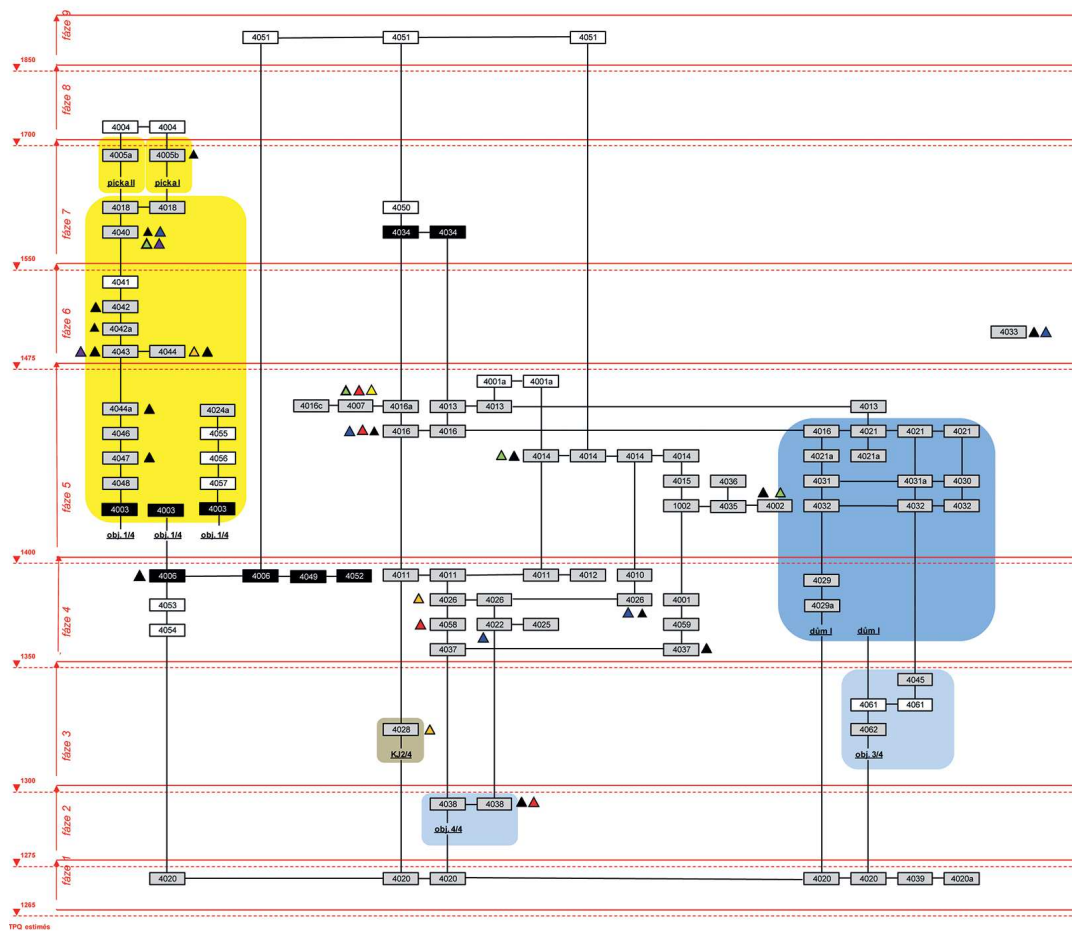 fáze 9
4051 4051 4051
1850
fáze 8
4004 4004
1700
fáze 7
4005a 4005b
picka II picka I
4018 4018 4050
4040 4034 4034
1550
fáze 6
4041
4042
4042a 4033
4043 4044
1475
fáze 5
4001a 4001a
4044a 4024a 4016c 4007 4016a 4013 4013 4013
4046 4055 4016 4016 4016 4021 4021 4021
4047 4056 4014 4014 4014 4014 4021a 4021a
4048 4057 4015 4036 4031 4031a 4030
4003 4003 4003 1002 4035 4002 4032 4032 4032
obj. 1/4 obj. 1/4 obj. 1/4
1400
fáze 4
4006 4006 4049 4052 4011 4011 4011 4012 4010 4029
4053 4026 4026 4026 4001 4029a
4054 4058 4022 4025 4059 dům I dům I
4037 4037
1350
fáze 3
4045
4061 4061
4028 4062
KJ2/4 obj. 3/4
1300
fáze 2
4038 4038
obj. 4/4
1275
fáze 1
4020 4020 4020 4020 4020 4039 4020a
1265
TPQ estimés